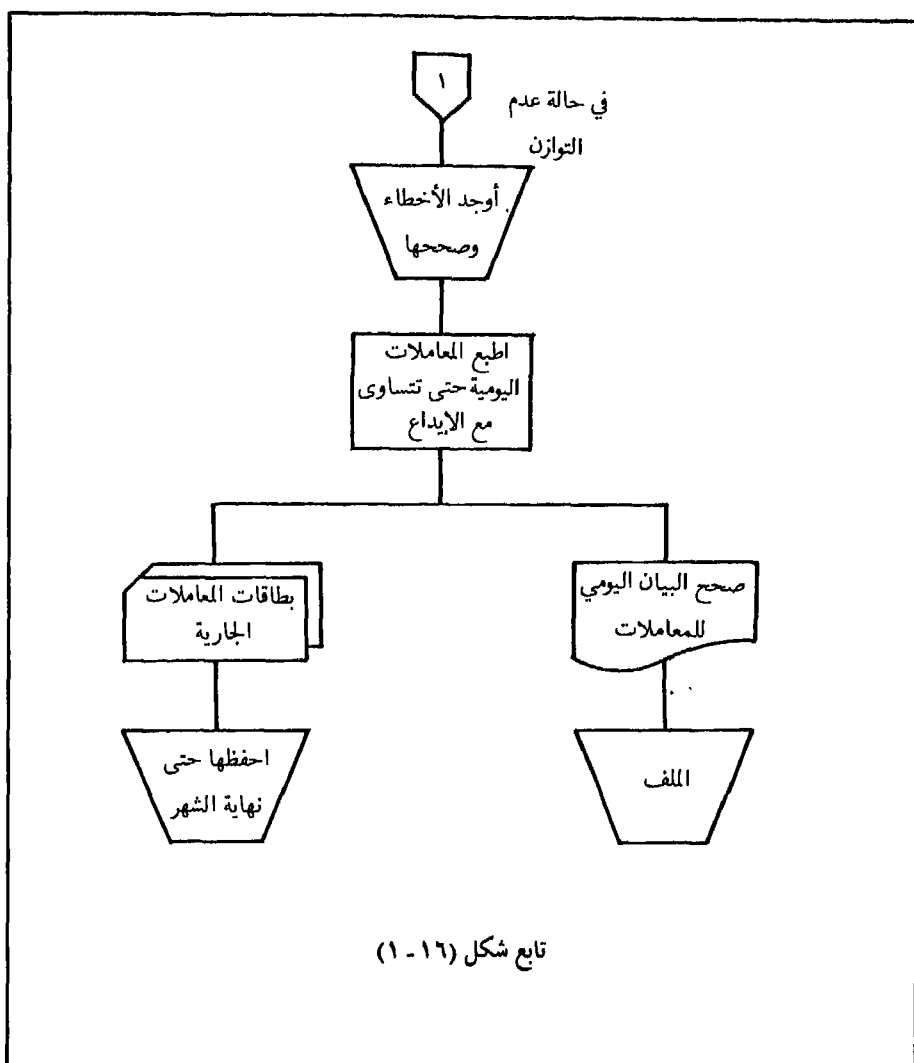 ١
في حالة عدم
التوازن
أوجد الأخطاء
وصححها
اطبع المعاملات
اليومية حتى تتساوى
مع الإيداع
بطاقات المعاملات
الجارية
صحح البيان اليومي
للمعاملات
احفظها حتى
نهاية الشهر
الملف
تابع شكل (١٦ - ١)